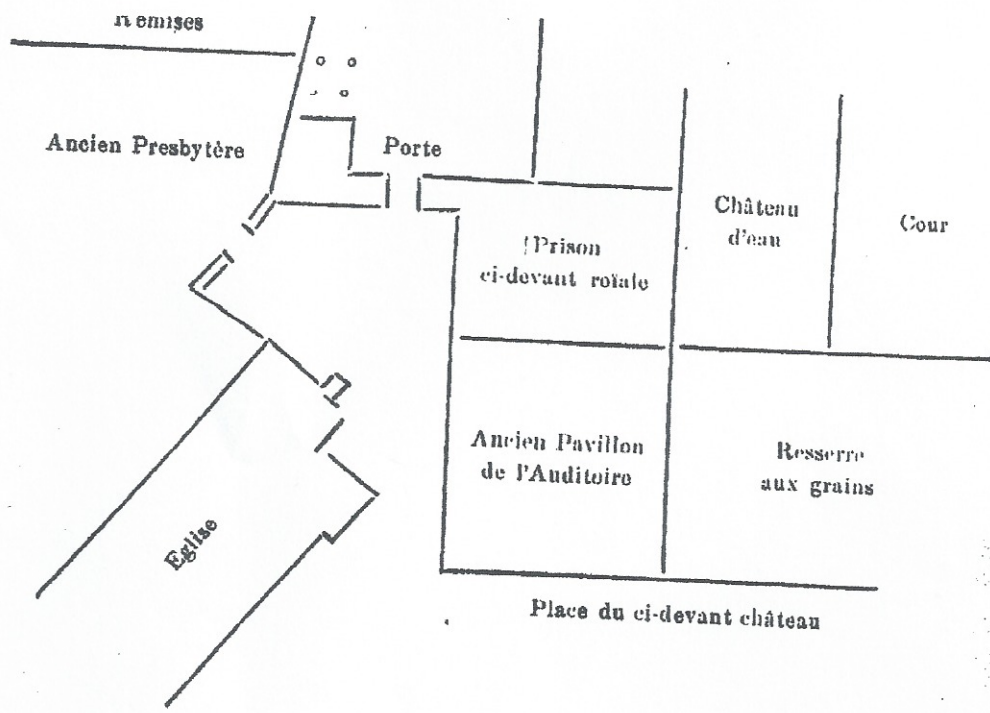 Remises
Ancien Presbytère
Porte
Château
d'eau
Cour
Prison
ci-devant roïale
Ancien Pavillon
de l'Auditoire
Resserre
aux grains
Eglise
Place du ci-devant château